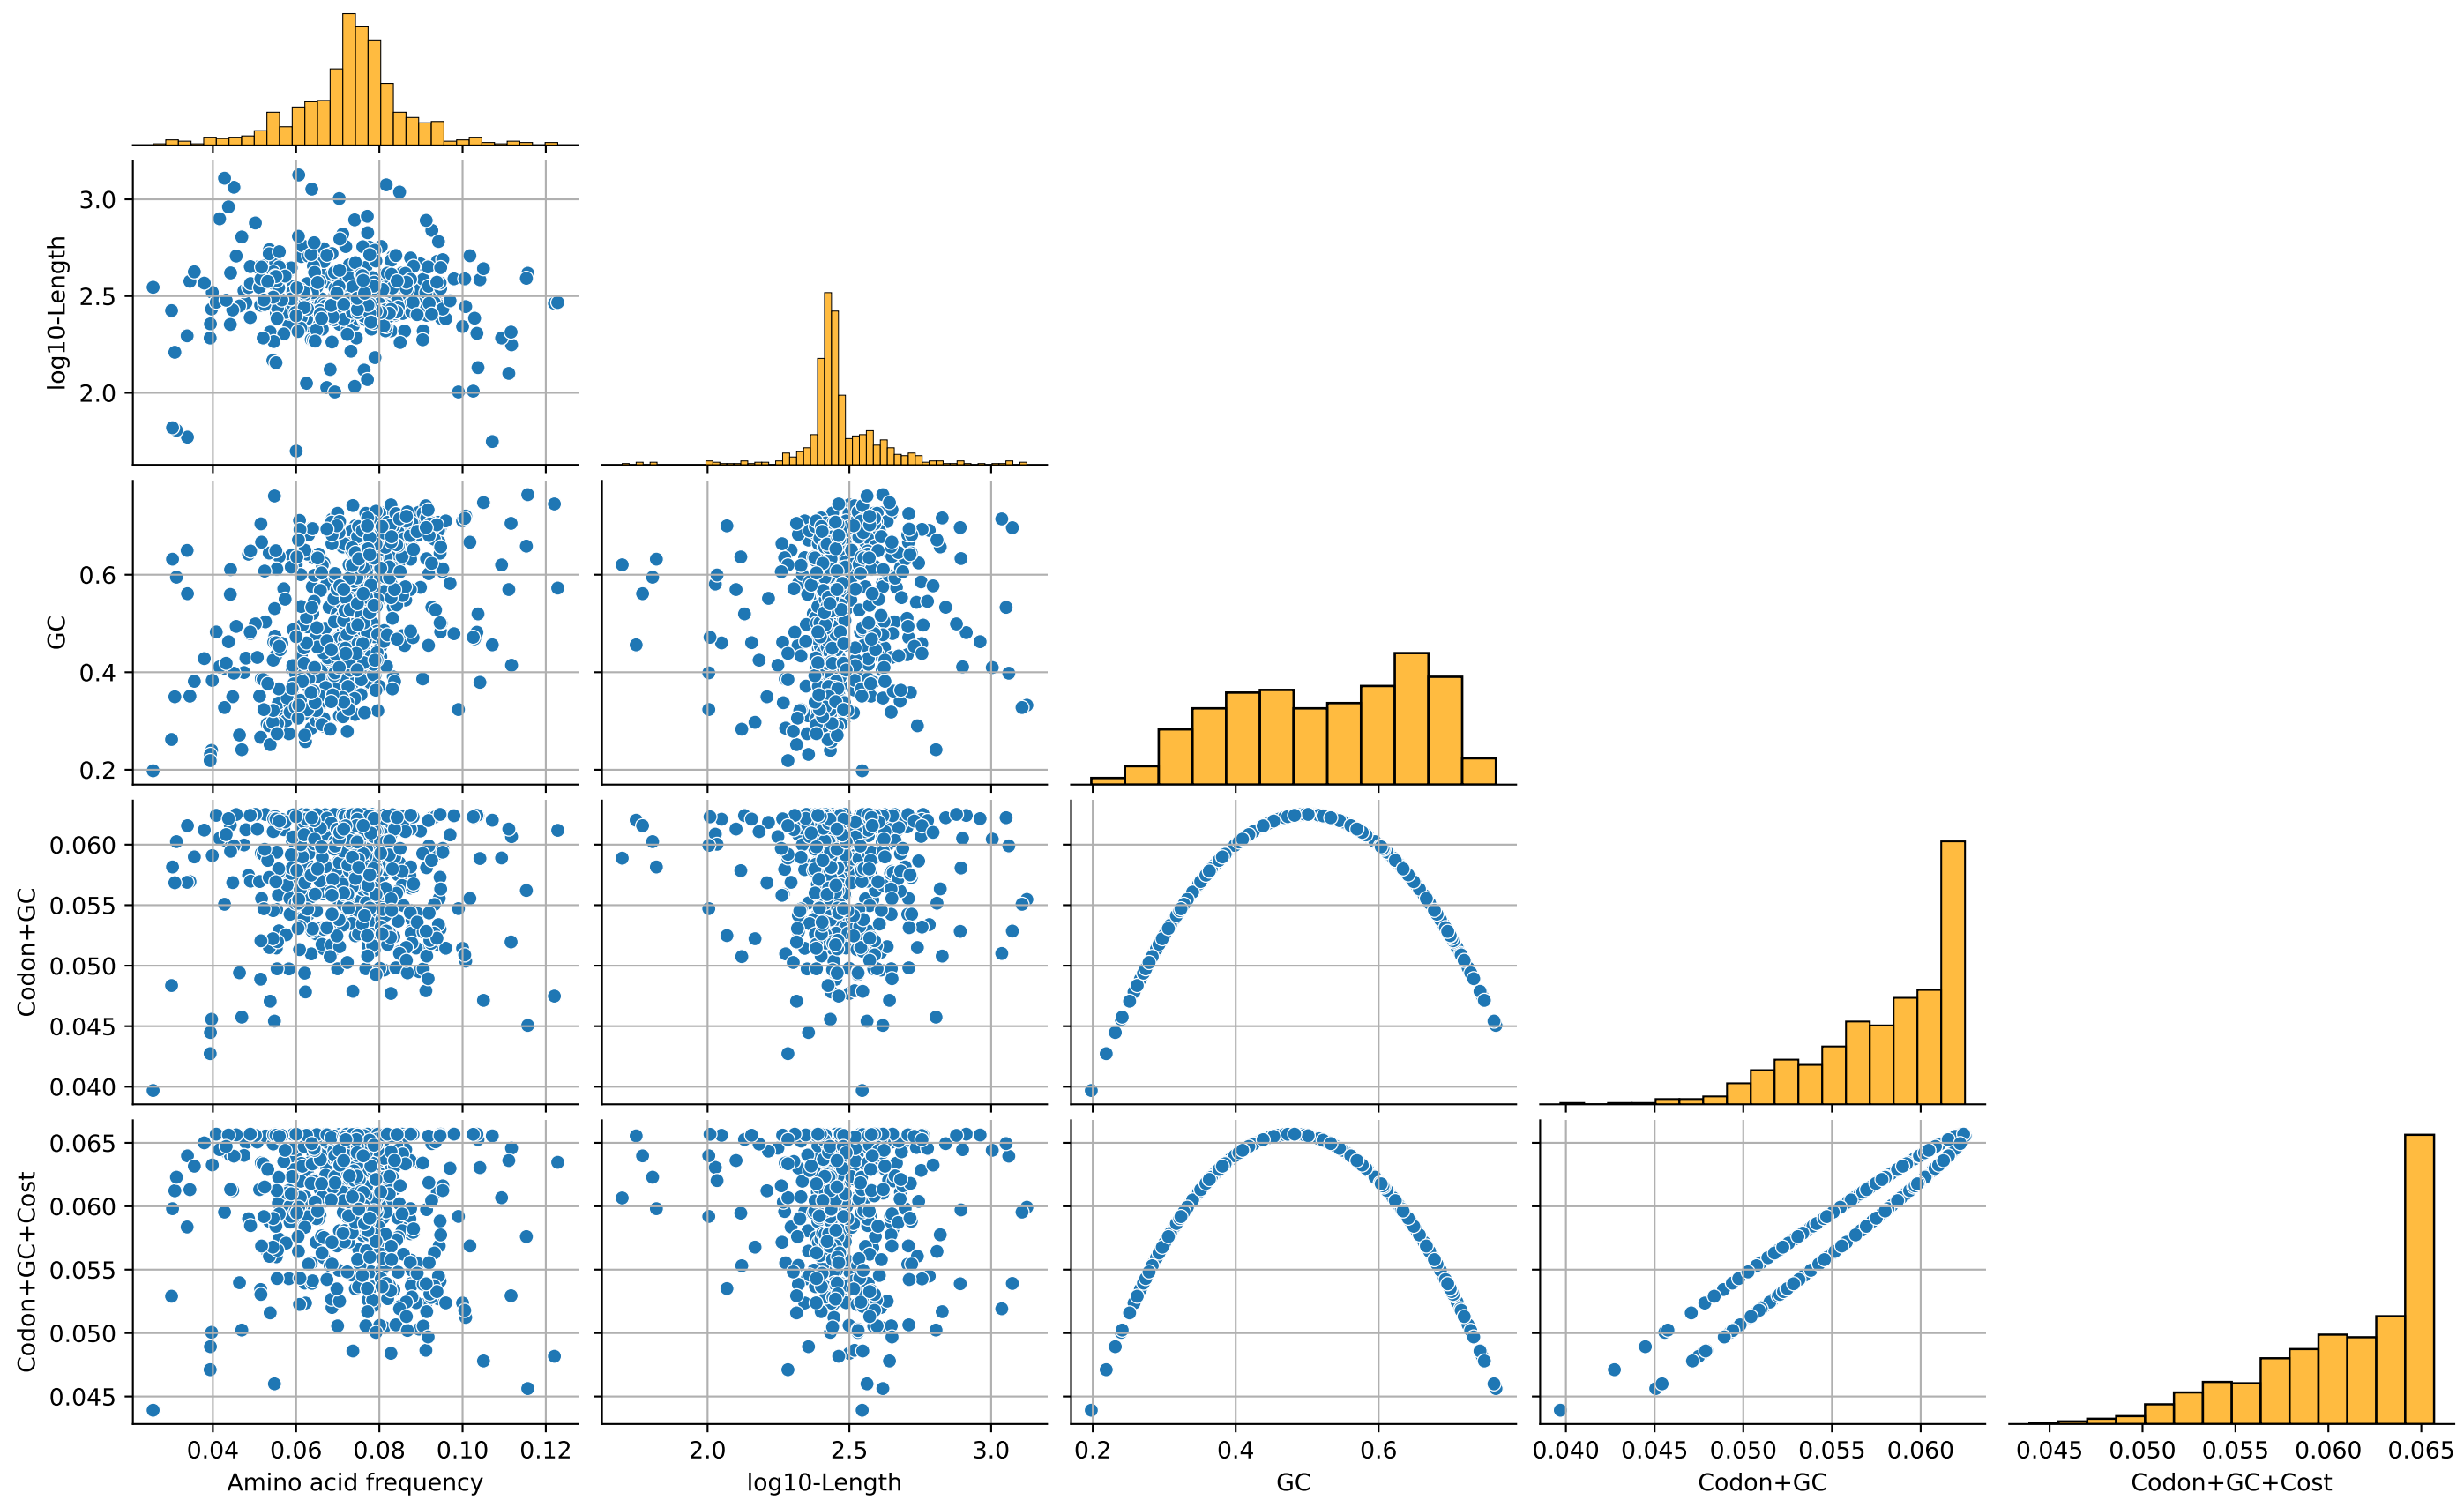 log10-Length
3.0
2.5
2.0
GC
0.6
0.4
0.2
Codon+GC
0.060
0.055
0.050
0.045
0.040
Codon+GC+Cost
0.065
0.060
0.055
0.050
0.045
0.04 0.06 0.08 0.10 0.12
Amino acid frequency
2.0 2.5 3.0
log10-Length
0.2 0.4 0.6
GC
0.040 0.045 0.050 0.055 0.060
Codon+GC
0.045 0.050 0.055 0.060 0.065
Codon+GC+Cost